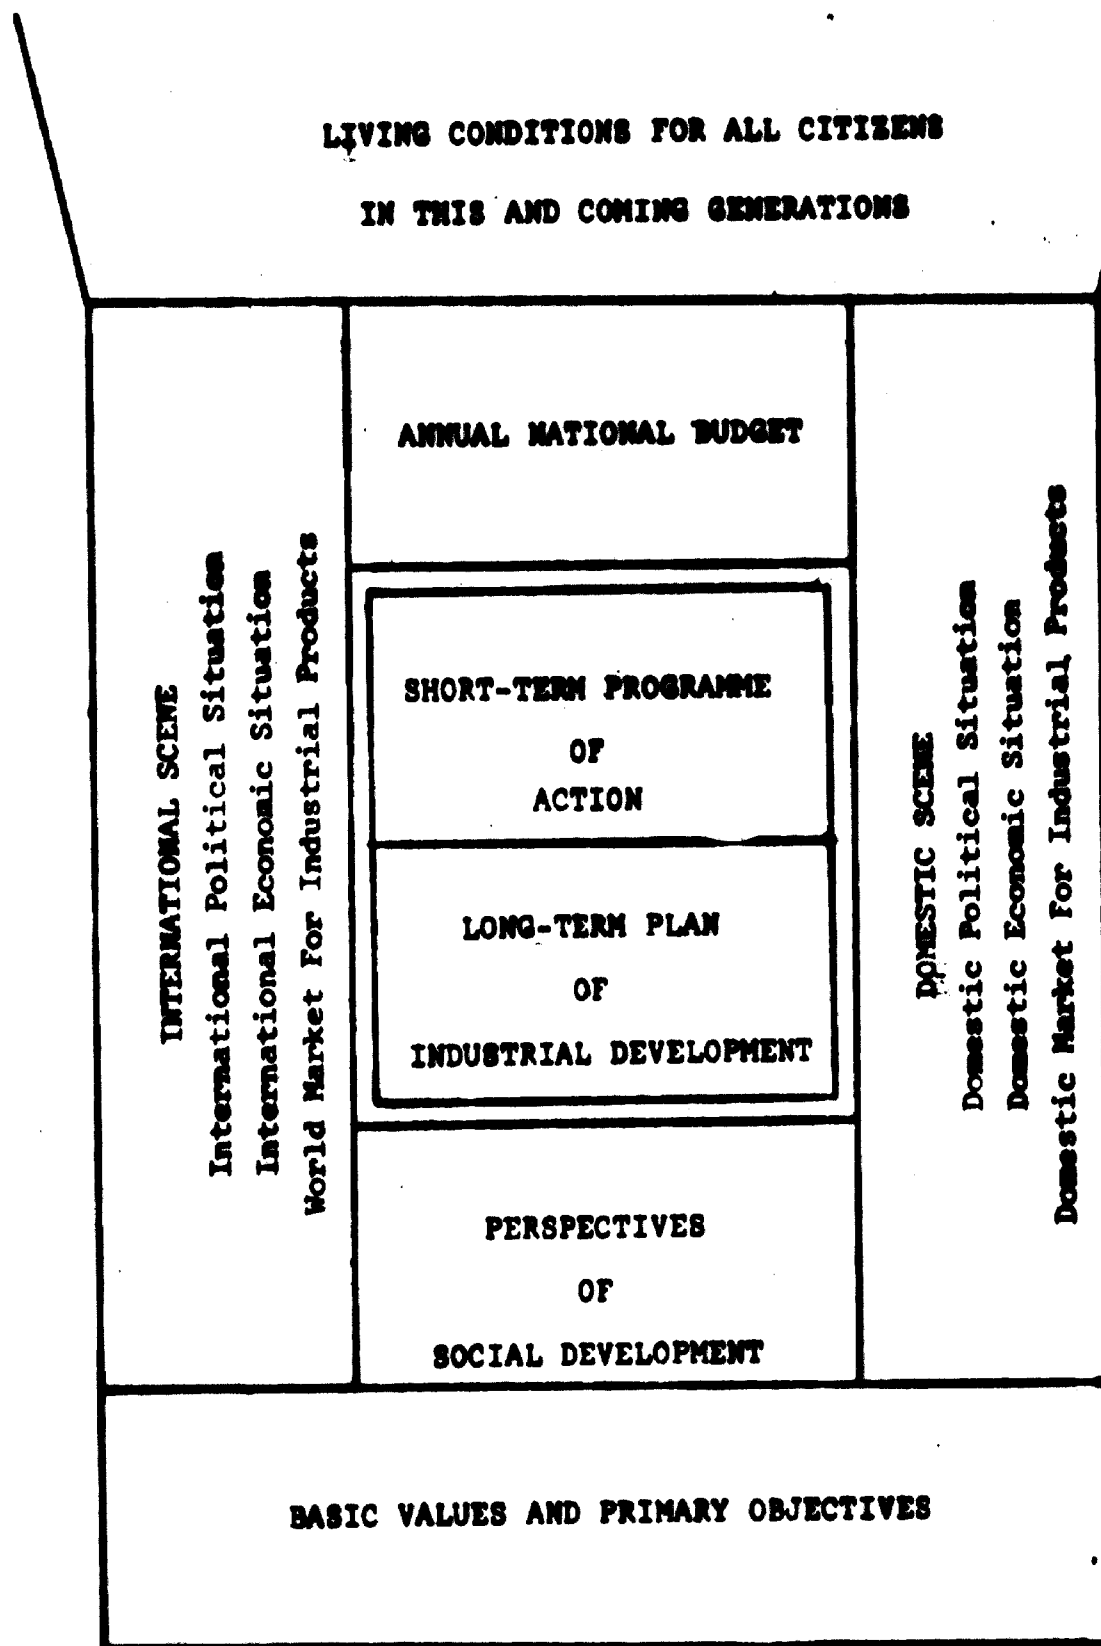 LIVING CONDITIONS FOR ALL CITIZENS
IN THIS AND COMING GENERATIONS
INTERNATIONAL SCENE
International Political Situation
International Economic Situation
World Market For Industrial Products
ANNUAL NATIONAL BUDGET
SHORT-TERM PROGRAMME
OF
ACTION
LONG-TERM PLAN
OF
INDUSTRIAL DEVELOPMENT
PERSPECTIVES
OF
SOCIAL DEVELOPMENT
DOMESTIC SCENE
Domestic Political Situation
Domestic Economic Situation
Domestic Market For Industrial Products
BASIC VALUES AND PRIMARY OBJECTIVES